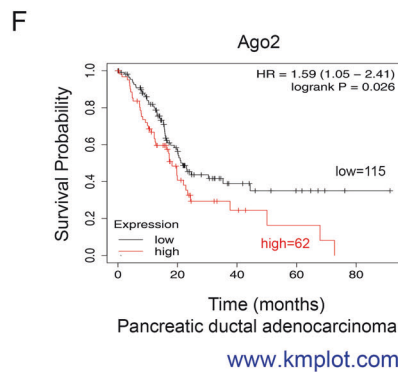 F
Ago2
HR = 1.59 (1.05 – 2.41)
logrank P = 0.026
Survival Probability
1.0
0.8
0.6
0.4
0.2
0.0
low=115
high=62
Expression
low
high
0 20 40 60 80
Time (months)
Pancreatic ductal adenocarcinoma
www.kmplot.com